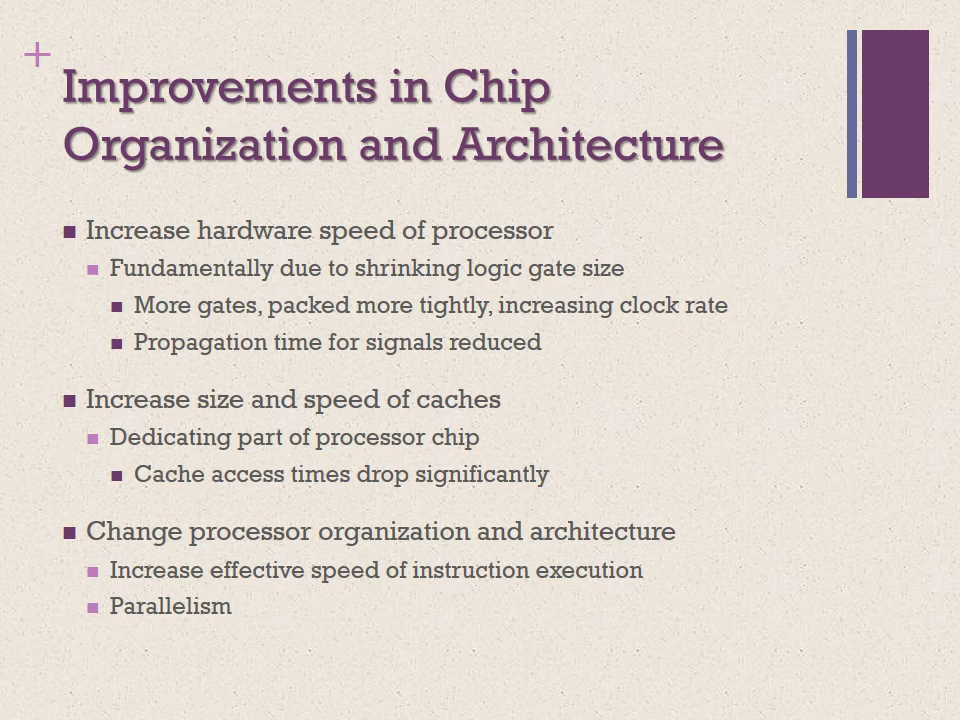 +
Improvements in Chip
Organization and Architecture
■ Increase hardware speed of processor
■ Fundamentally due to shrinking logic gate size
■ More gates, packed more tightly, increasing clock rate
■ Propagation time for signals reduced
■ Increase size and speed of caches
■ Dedicating part of processor chip
■ Cache access times drop significantly
■ Change processor organization and architecture
■ Increase effective speed of instruction execution
■ Parallelism